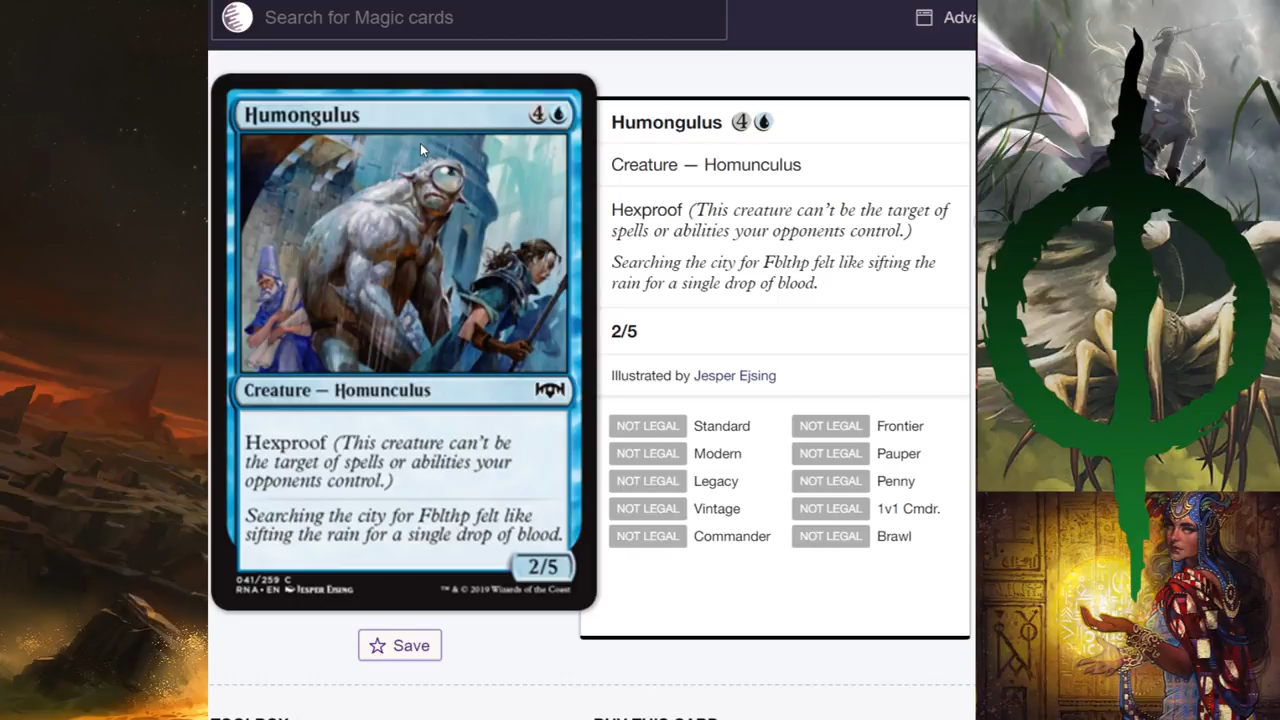 Search for Magic cards
Adva
Humongulus 4
Creature — Homunculus
Hexproof (This creature can't be
the target of spells or abilities your
opponents control.)
Searching the city for Fblthp felt like
sifting the rain for a single drop of blood.
2/5
041/259 C
RNA • EN JESPER EJSING
™ & © 2019 Wizards of the Coast
Save
Humongulus 4
Creature — Homunculus
Hexproof (This creature can't be the target of
spells or abilities your opponents control.)
Searching the city for Fblthp felt like sifting the
rain for a single drop of blood.
2/5
Illustrated by Jesper Ejsing
NOT LEGAL Standard NOT LEGAL Frontier
NOT LEGAL Modern NOT LEGAL Pauper
NOT LEGAL Legacy NOT LEGAL Penny
NOT LEGAL Vintage NOT LEGAL 1v1 Cmdr.
NOT LEGAL Commander NOT LEGAL Brawl
TOOLBOX
BUY THIS CARD